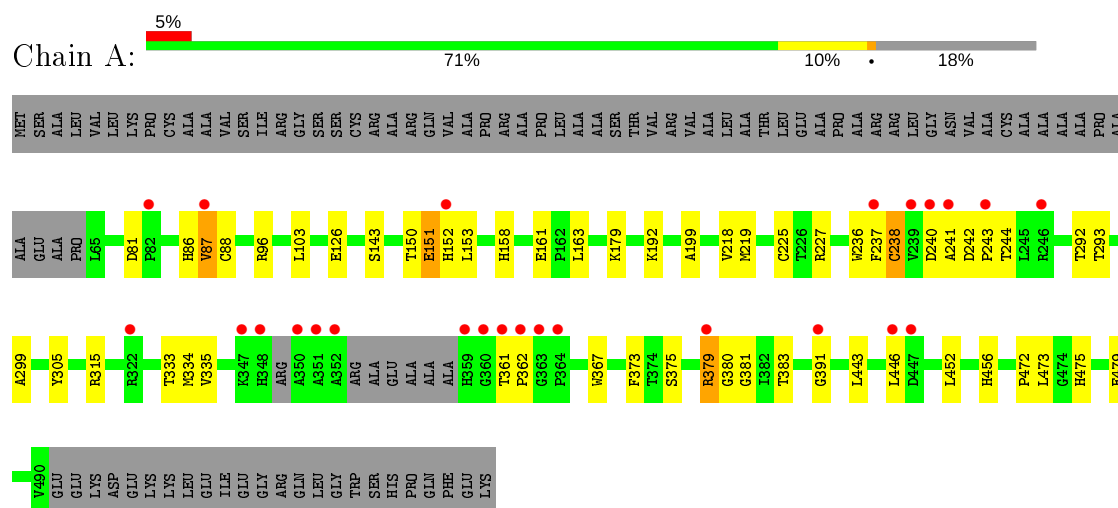 5%
Chain A:
71% 10% • 18%
MET SER ALA LEU VAL LEU LYS PRO CYS ALA ALA VAL SER ILE ARG GLY SER SER CYS ARG ALA ARG GLN VAL ALA PRO ARG ALA PRO LEU ALA ALA SER THR VAL ARG VAL ALA LEU ALA THR LEU GLU ALA PRO ALA ARG ARG LEU GLY ASN VAL ALA CYS ALA ALA ALA ALA PRO ALA
ALA GLU ALA PRO L65 D81 P82 H86 V87 C88 R96 L103 E126 S143 T150 E151 H152 L153 H158 E161 P162 L163 K179 K192 A199 V218 M219 C225 T226 R227 W236 F237 C238 V239 D240 A241 D242 P243 T244 L245 R246 T292 T293
A299 Y305 R315 R322 T333 M334 V335 K347 H348 ARG A350 A351 A352 ARG ALA GLU ALA ALA ALA H359 G360 T361 P362 G363 P364 W367 F373 T374 S375 R379 G380 G381 I382 T383 G391 L443 L446 D447 L452 H456 P472 L473 G474 H475
V490 GLU GLU LYS ASP GLU LYS LYS LEU GLU ILE GLU GLY ARG GLN LEU GLY TRP SER HIS PRO GLN PHE GLU LYS